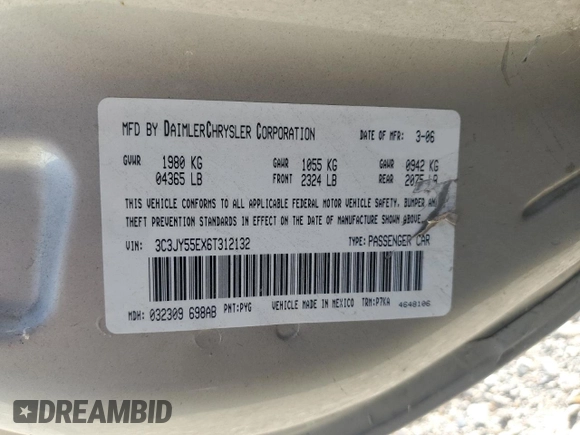 MFD BY DAIMLERCHRYSLER CORPORATION DATE OF MFR: 3-06
GVWR 1980 KG GAWR 1055 KG GAWR 0942 KG
04365 LB FRONT 2324 LB REAR 2075 LB
THIS VEHICLE CONFORMS TO ALL APPLICABLE FEDERAL MOTOR VEHICLE SAFETY, BUMPER AND
THEFT PREVENTION STANDARDS IN EFFECT ON THE DATE OF MANUFACTURE SHOWN ABOVE.
VIN: 3C3JY55EX6T312132 TYPE: PASSENGER CAR
MDH: 032309 698AB PNT: PYG VEHICLE MADE IN MEXICO TRM: P7KA 4648106
DREAMBID